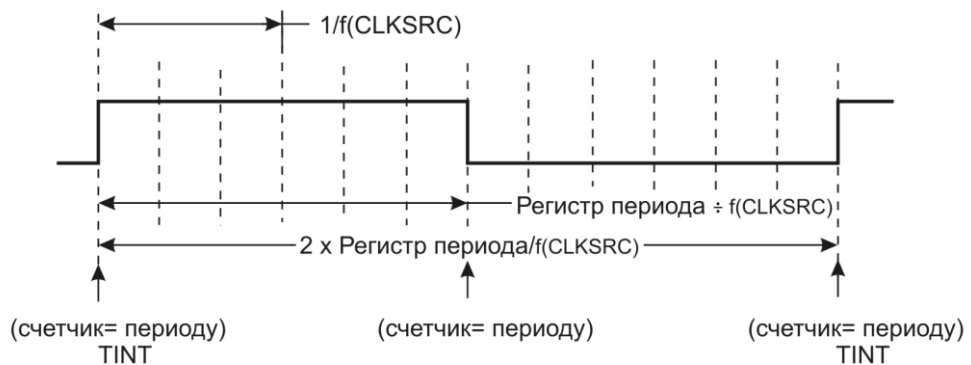 1/f(CLKSRC)
Регистр периода ÷ f(CLKSRC)
2 x Регистр периода/f(CLKSRC)
(счетчик= периоду)
TINT
(счетчик= периоду)
(счетчик= периоду)
TINT